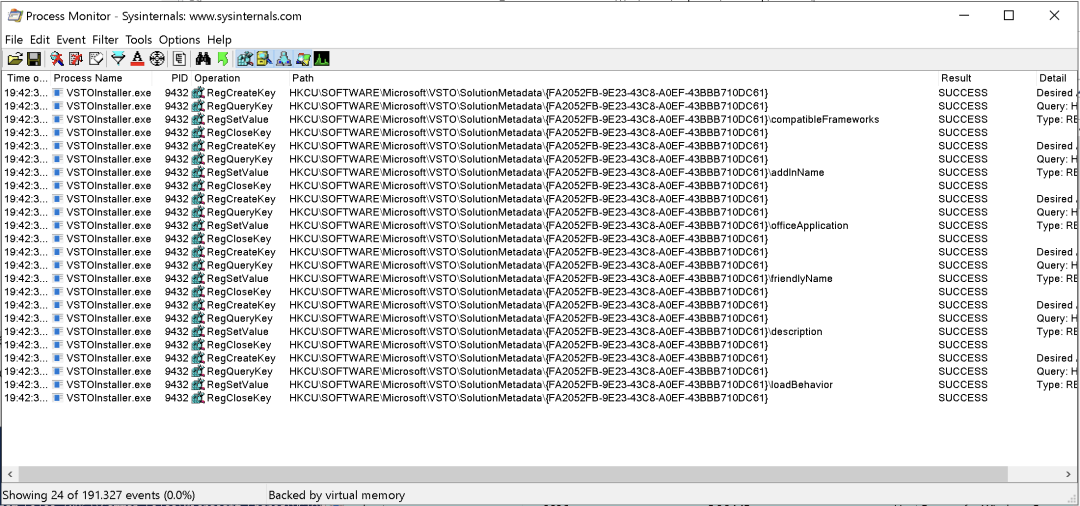 Process Monitor - Sysinternals: www.sysinternals.com
File Edit Event Filter Tools Options Help
Time o... Process Name PID Operation Path Result Detail
19:42:3... VSTOInstaller.exe 9432 RegCreateKey HKCU\SOFTWARE\Microsoft\VSTO\SolutionMetadata\{FA2052FB-9E23-43C8-A0EF-43BBB710DC61} SUCCESS Desired
19:42:3... VSTOInstaller.exe 9432 RegQueryKey HKCU\SOFTWARE\Microsoft\VSTO\SolutionMetadata\{FA2052FB-9E23-43C8-A0EF-43BBB710DC61} SUCCESS Query: H
19:42:3... VSTOInstaller.exe 9432 RegSetValue HKCU\SOFTWARE\Microsoft\VSTO\SolutionMetadata\{FA2052FB-9E23-43C8-A0EF-43BBB710DC61}\compatibleFrameworks SUCCESS Type: RE
19:42:3... VSTOInstaller.exe 9432 RegCloseKey HKCU\SOFTWARE\Microsoft\VSTO\SolutionMetadata\{FA2052FB-9E23-43C8-A0EF-43BBB710DC61} SUCCESS
19:42:3... VSTOInstaller.exe 9432 RegCreateKey HKCU\SOFTWARE\Microsoft\VSTO\SolutionMetadata\{FA2052FB-9E23-43C8-A0EF-43BBB710DC61} SUCCESS Desired
19:42:3... VSTOInstaller.exe 9432 RegQueryKey HKCU\SOFTWARE\Microsoft\VSTO\SolutionMetadata\{FA2052FB-9E23-43C8-A0EF-43BBB710DC61} SUCCESS Query: H
19:42:3... VSTOInstaller.exe 9432 RegSetValue HKCU\SOFTWARE\Microsoft\VSTO\SolutionMetadata\{FA2052FB-9E23-43C8-A0EF-43BBB710DC61}\addInName SUCCESS Type: RE
19:42:3... VSTOInstaller.exe 9432 RegCloseKey HKCU\SOFTWARE\Microsoft\VSTO\SolutionMetadata\{FA2052FB-9E23-43C8-A0EF-43BBB710DC61} SUCCESS
19:42:3... VSTOInstaller.exe 9432 RegCreateKey HKCU\SOFTWARE\Microsoft\VSTO\SolutionMetadata\{FA2052FB-9E23-43C8-A0EF-43BBB710DC61} SUCCESS Desired
19:42:3... VSTOInstaller.exe 9432 RegQueryKey HKCU\SOFTWARE\Microsoft\VSTO\SolutionMetadata\{FA2052FB-9E23-43C8-A0EF-43BBB710DC61} SUCCESS Query: H
19:42:3... VSTOInstaller.exe 9432 RegSetValue HKCU\SOFTWARE\Microsoft\VSTO\SolutionMetadata\{FA2052FB-9E23-43C8-A0EF-43BBB710DC61}\officeApplication SUCCESS Type: RE
19:42:3... VSTOInstaller.exe 9432 RegCloseKey HKCU\SOFTWARE\Microsoft\VSTO\SolutionMetadata\{FA2052FB-9E23-43C8-A0EF-43BBB710DC61} SUCCESS
19:42:3... VSTOInstaller.exe 9432 RegCreateKey HKCU\SOFTWARE\Microsoft\VSTO\SolutionMetadata\{FA2052FB-9E23-43C8-A0EF-43BBB710DC61} SUCCESS Desired
19:42:3... VSTOInstaller.exe 9432 RegQueryKey HKCU\SOFTWARE\Microsoft\VSTO\SolutionMetadata\{FA2052FB-9E23-43C8-A0EF-43BBB710DC61} SUCCESS Query: H
19:42:3... VSTOInstaller.exe 9432 RegSetValue HKCU\SOFTWARE\Microsoft\VSTO\SolutionMetadata\{FA2052FB-9E23-43C8-A0EF-43BBB710DC61}\friendlyName SUCCESS Type: RE
19:42:3... VSTOInstaller.exe 9432 RegCloseKey HKCU\SOFTWARE\Microsoft\VSTO\SolutionMetadata\{FA2052FB-9E23-43C8-A0EF-43BBB710DC61} SUCCESS
19:42:3... VSTOInstaller.exe 9432 RegCreateKey HKCU\SOFTWARE\Microsoft\VSTO\SolutionMetadata\{FA2052FB-9E23-43C8-A0EF-43BBB710DC61} SUCCESS Desired
19:42:3... VSTOInstaller.exe 9432 RegQueryKey HKCU\SOFTWARE\Microsoft\VSTO\SolutionMetadata\{FA2052FB-9E23-43C8-A0EF-43BBB710DC61} SUCCESS Query: H
19:42:3... VSTOInstaller.exe 9432 RegSetValue HKCU\SOFTWARE\Microsoft\VSTO\SolutionMetadata\{FA2052FB-9E23-43C8-A0EF-43BBB710DC61}\description SUCCESS Type: RE
19:42:3... VSTOInstaller.exe 9432 RegCloseKey HKCU\SOFTWARE\Microsoft\VSTO\SolutionMetadata\{FA2052FB-9E23-43C8-A0EF-43BBB710DC61} SUCCESS
19:42:3... VSTOInstaller.exe 9432 RegCreateKey HKCU\SOFTWARE\Microsoft\VSTO\SolutionMetadata\{FA2052FB-9E23-43C8-A0EF-43BBB710DC61} SUCCESS Desired
19:42:3... VSTOInstaller.exe 9432 RegQueryKey HKCU\SOFTWARE\Microsoft\VSTO\SolutionMetadata\{FA2052FB-9E23-43C8-A0EF-43BBB710DC61} SUCCESS Query: H
19:42:3... VSTOInstaller.exe 9432 RegSetValue HKCU\SOFTWARE\Microsoft\VSTO\SolutionMetadata\{FA2052FB-9E23-43C8-A0EF-43BBB710DC61}\loadBehavior SUCCESS Type: RE
19:42:3... VSTOInstaller.exe 9432 RegCloseKey HKCU\SOFTWARE\Microsoft\VSTO\SolutionMetadata\{FA2052FB-9E23-43C8-A0EF-43BBB710DC61} SUCCESS
Showing 24 of 191.327 events (0.0%) Backed by virtual memory